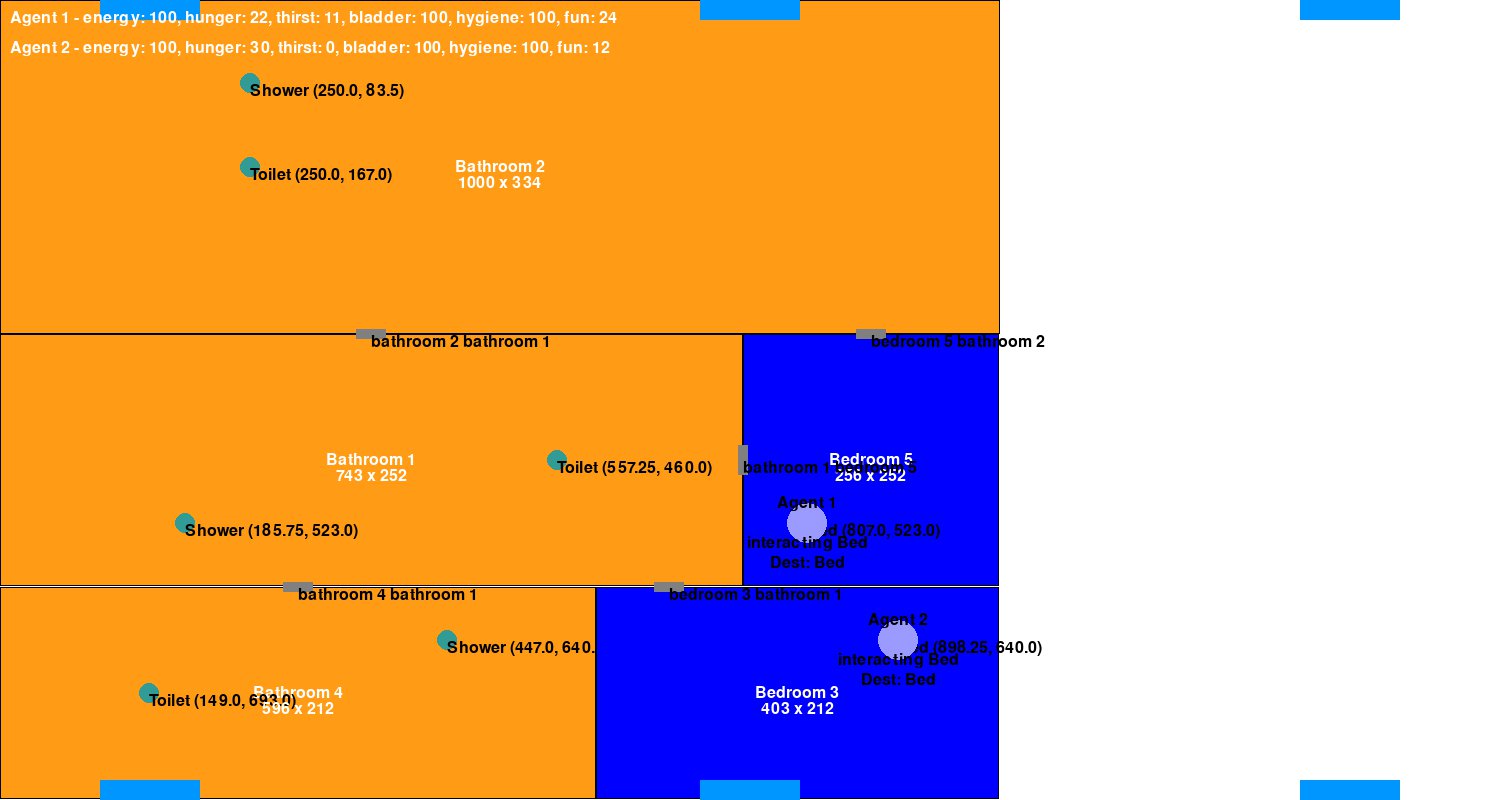 Agent 1 - energy: 100, hunger: 22, thirst: 11, bladder: 100, hygiene: 100, fun: 24
Agent 2 - energy: 100, hunger: 30, thirst: 0, bladder: 100, hygiene: 100, fun: 12
Shower (250.0, 83.5)
Toilet (250.0, 167.0)
Bathroom 2
1000 x 334
bathroom 2 bathroom 1
bedroom 5 bathroom 2
Bathroom 1
743 x 252
Toilet (557.25, 460.0)
bathroom 1 bedroom 5
Bedroom 5
256 x 252
Shower (185.75, 523.0)
Agent 1
d (807.0, 523.0)
interacting Bed
Dest: Bed
bathroom 4 bathroom 1
bedroom 3 bathroom 1
Shower (447.0, 640.
Agent 2
d (898.25, 640.0)
interacting Bed
Dest: Bed
Toilet (149.0, 693.0)
Bathroom 4
596 x 212
Bedroom 3
403 x 212